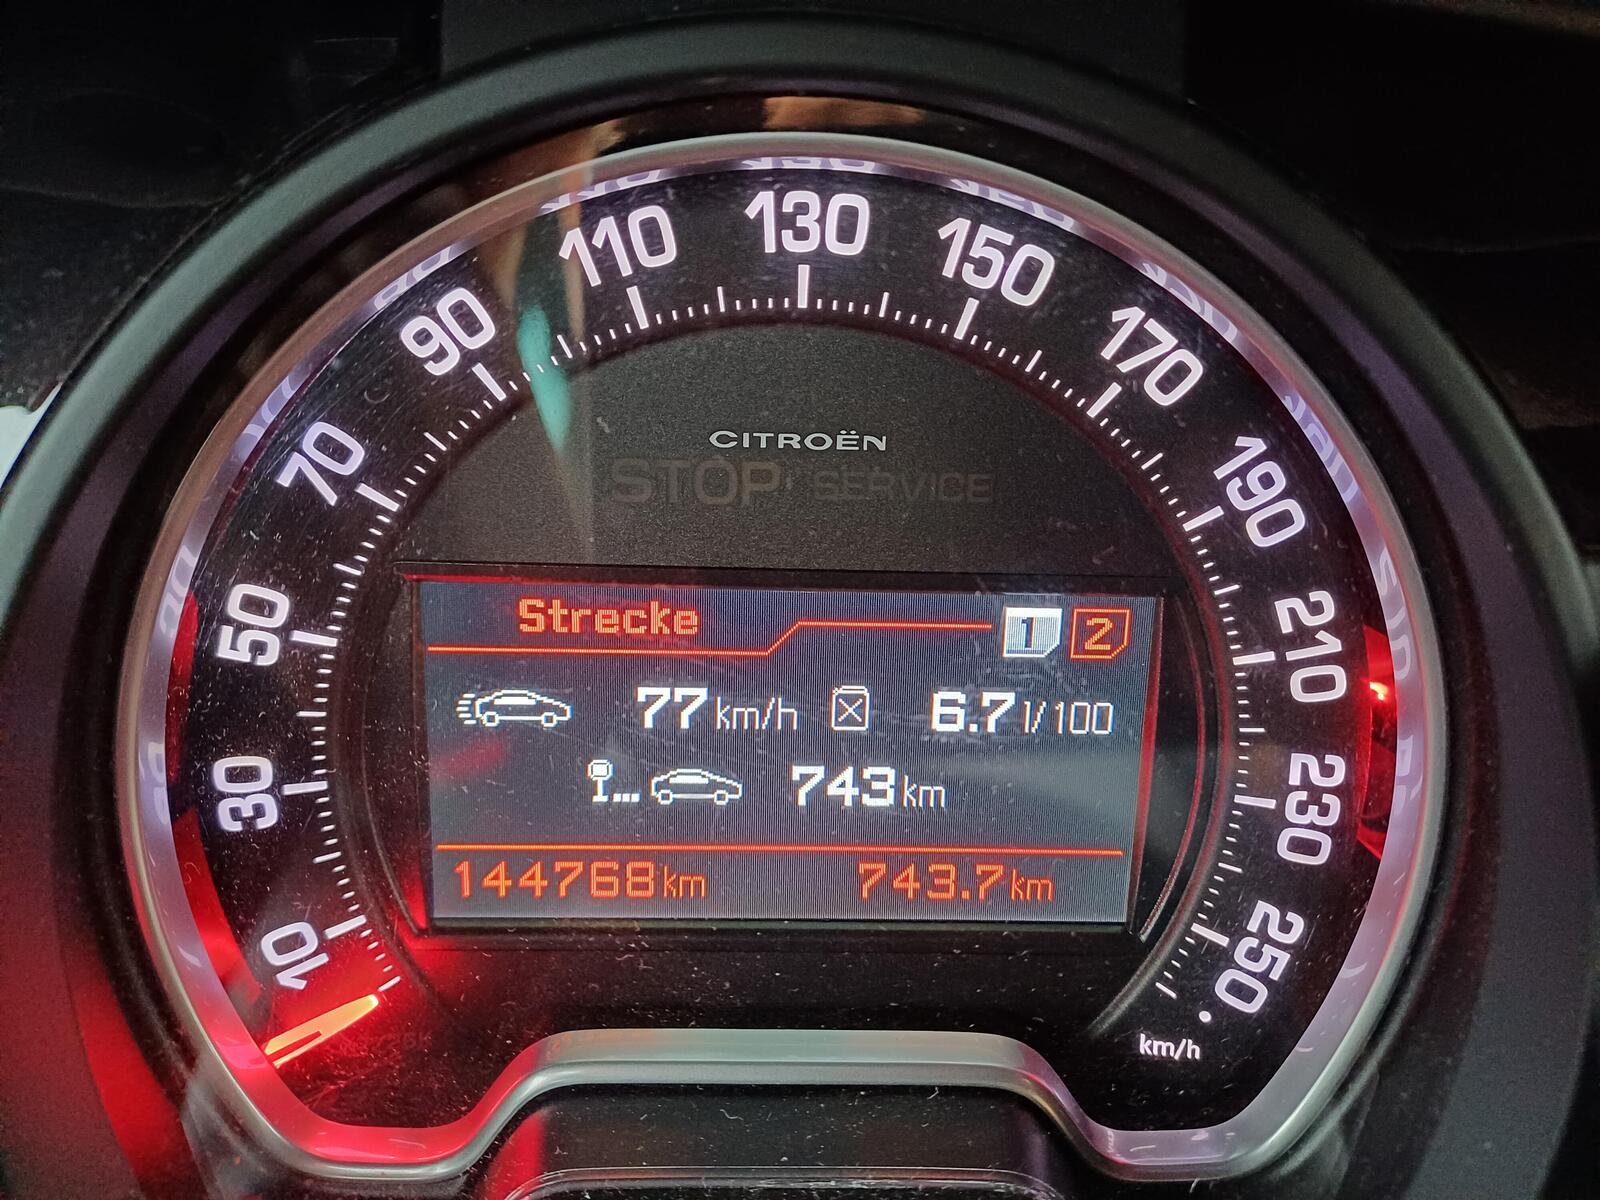 10
30
50
70
90
110
130
150
170
190
210
230
250
km/h
CITROËN
STOP SERVICE
Strecke 1 2
77 km/h 6.7 l/100
743 km
144768 km 743.7 km